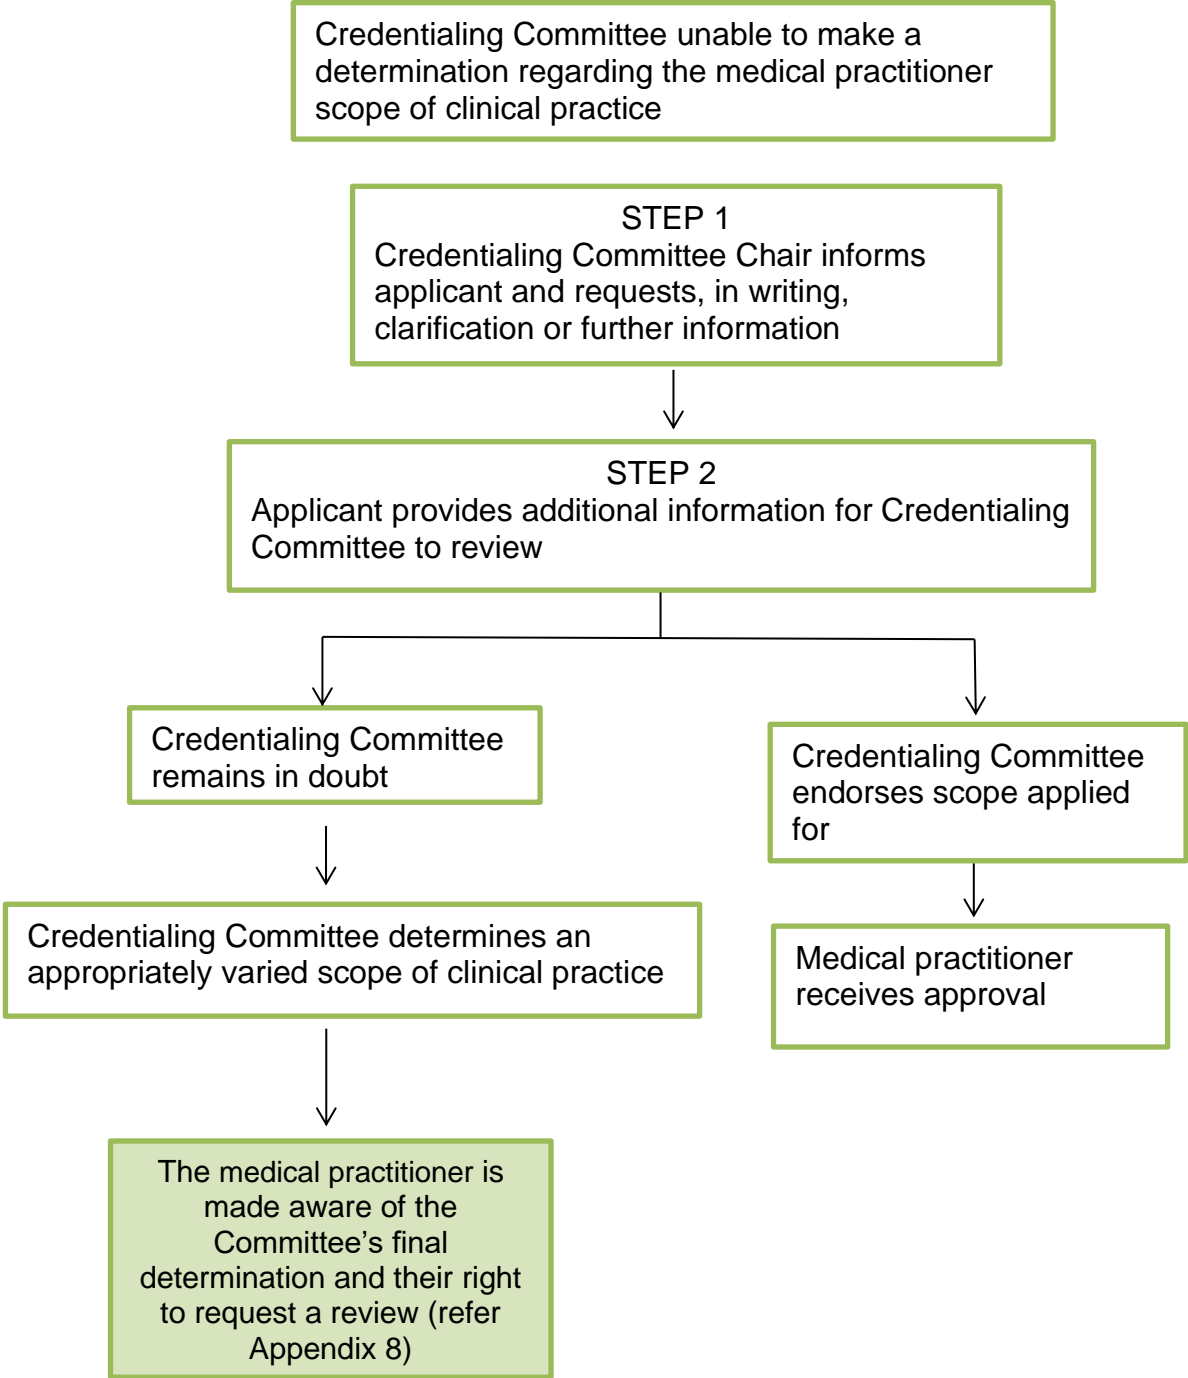 Credentialing Committee unable to make a
determination regarding the medical practitioner
scope of clinical practice
STEP 1
Credentialing Committee Chair informs
applicant and requests, in writing,
clarification or further information
STEP 2
Applicant provides additional information for Credentialing
Committee to review
Credentialing Committee
remains in doubt
Credentialing Committee
endorses scope applied
for
Credentialing Committee determines an
appropriately varied scope of clinical practice
Medical practitioner
receives approval
The medical practitioner is
made aware of the
Committee’s final
determination and their right
to request a review (refer
Appendix 8)